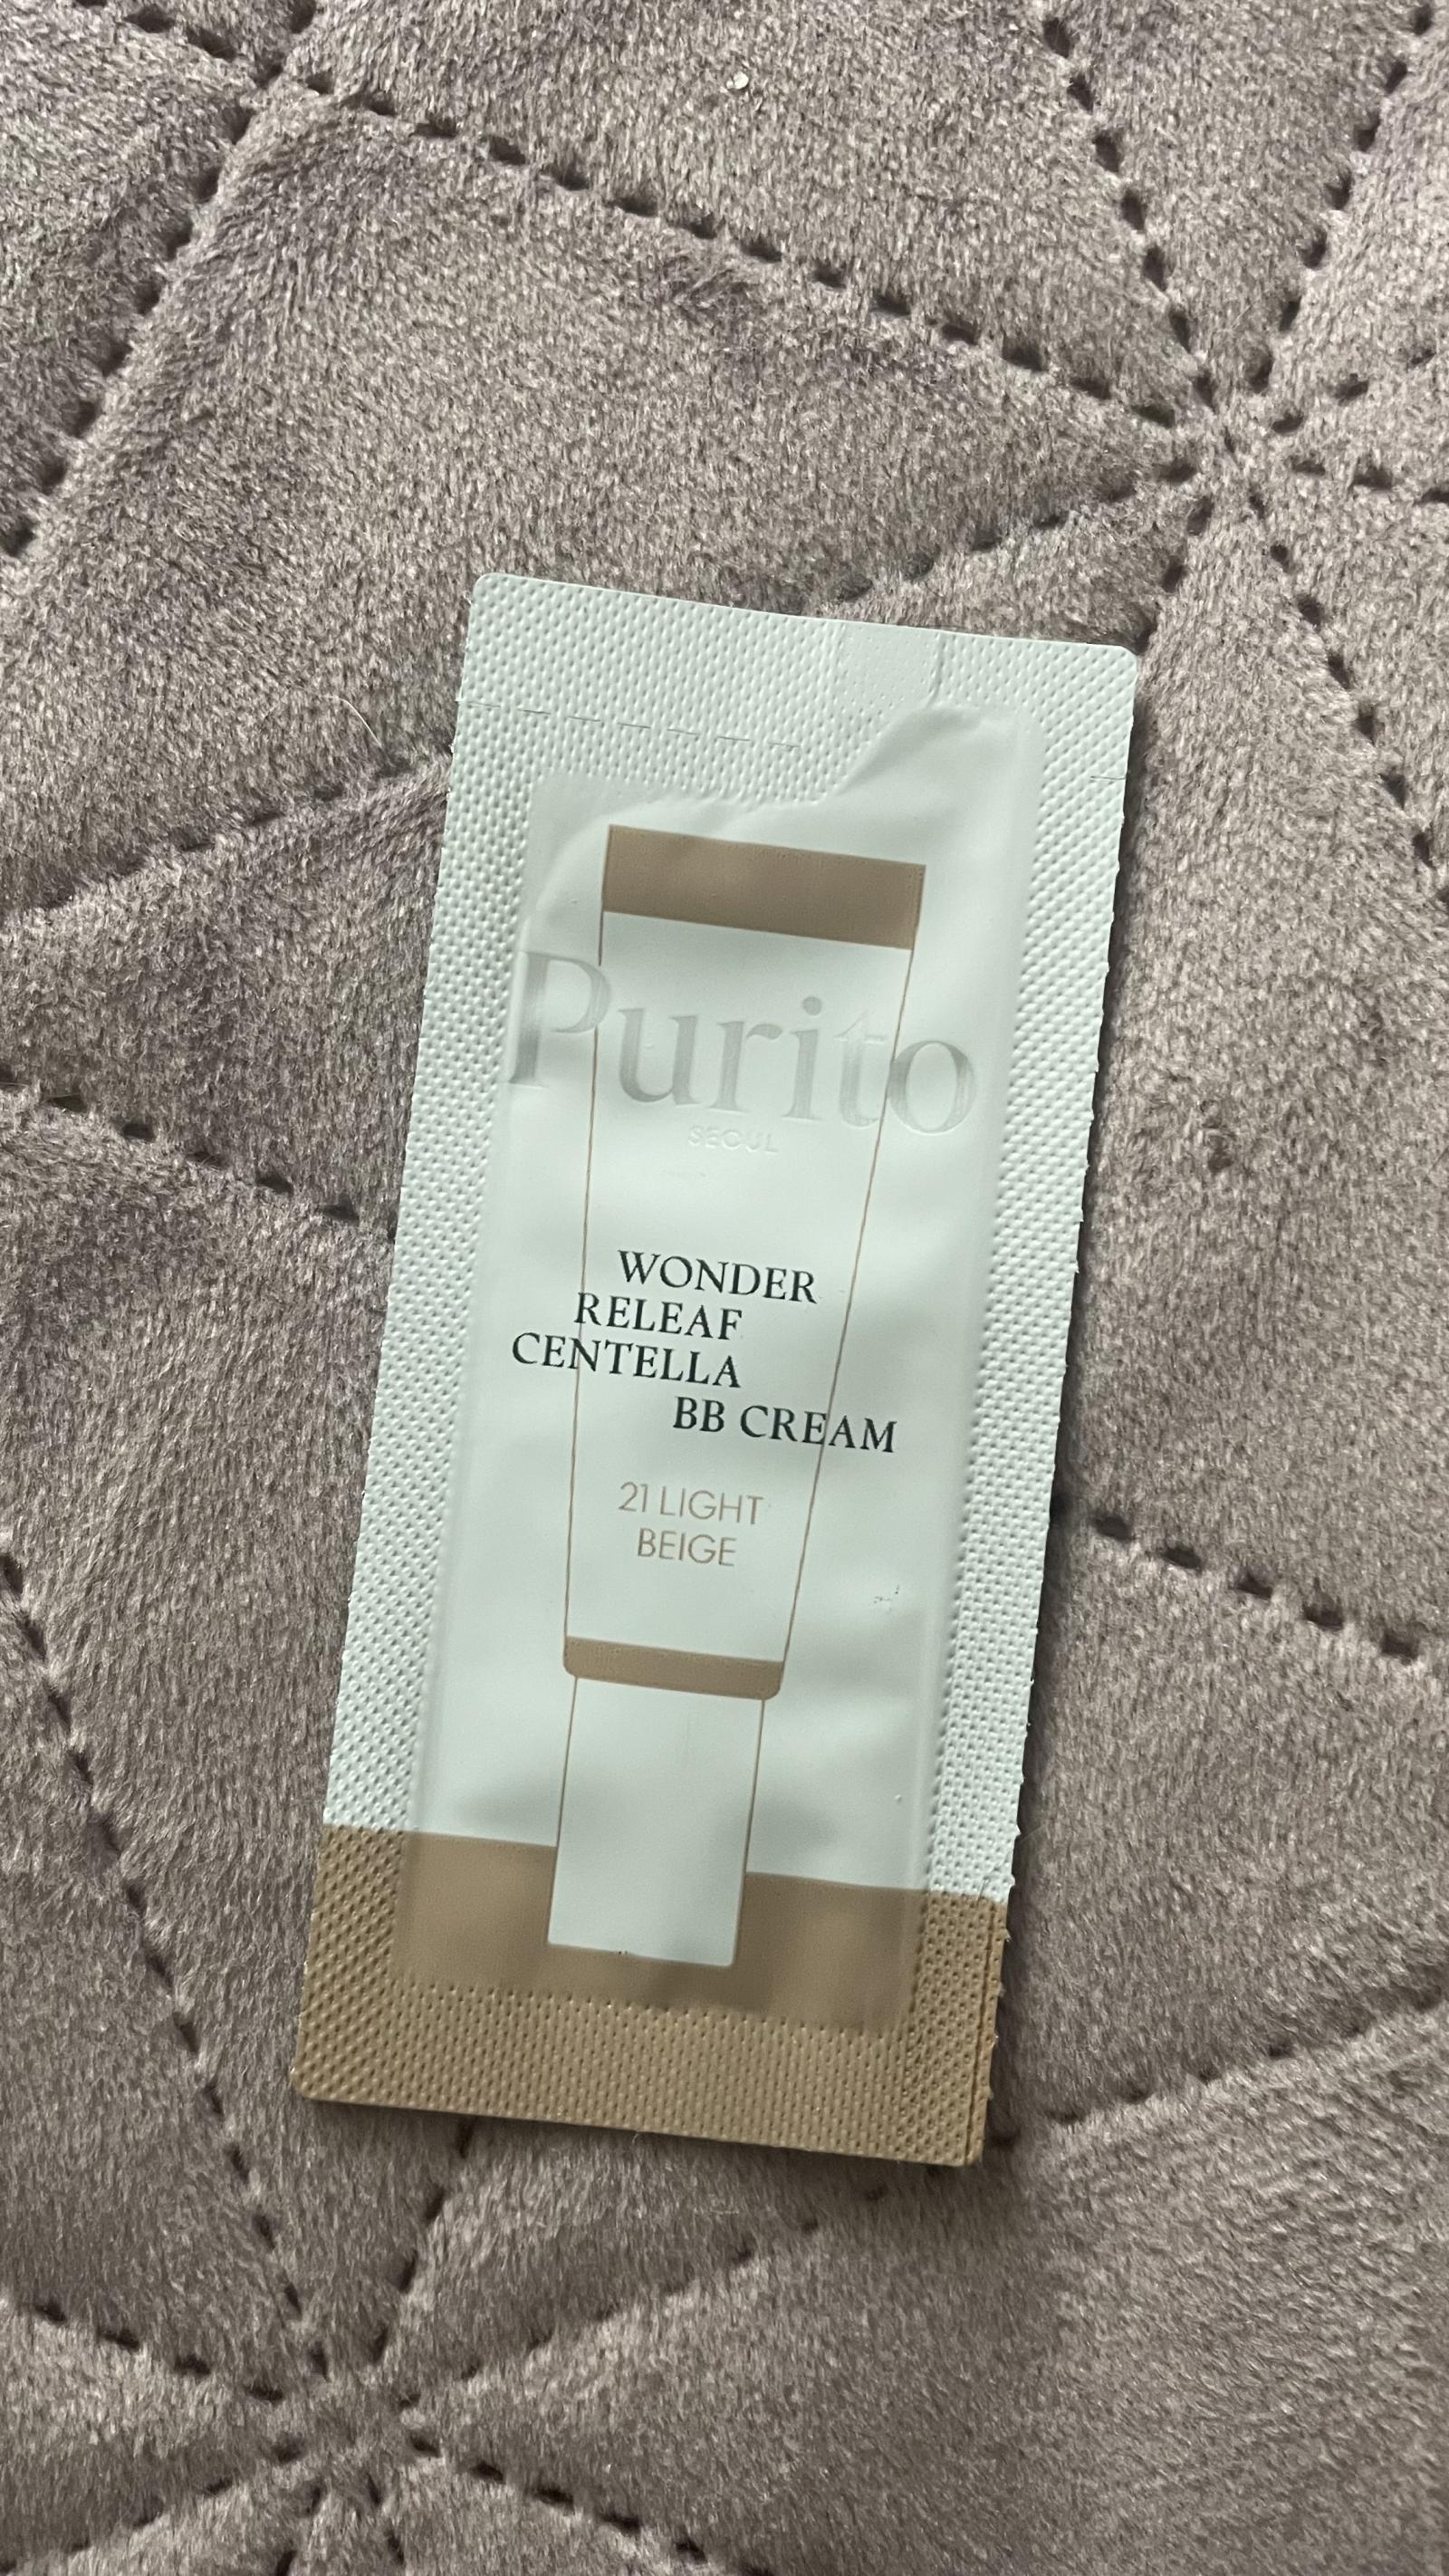 Purito
SEOUL
WONDER
RELEAF
CENTELLA
BB CREAM
21 LIGHT
BEIGE